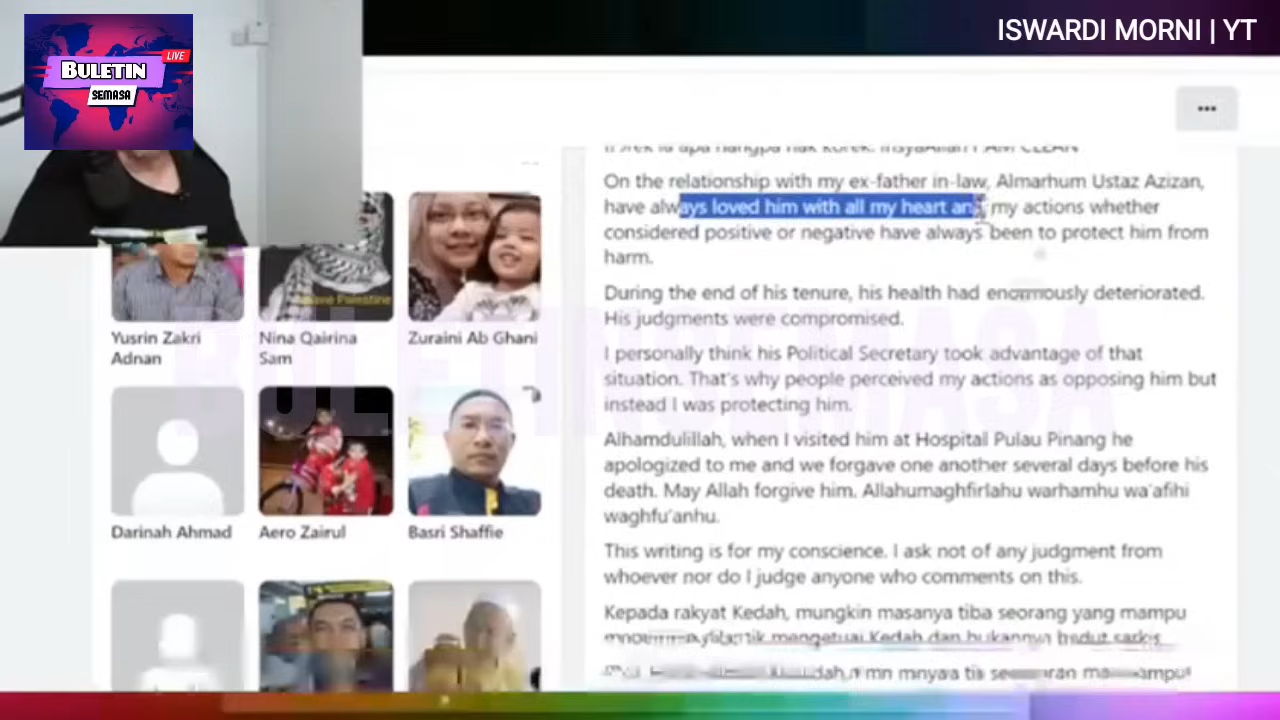 ISWARDI MORNI | YT
LIVE
BULETIN
SEMASA
On the relationship with my ex-father in-law, Almarhum Ustaz Azizan,
have always loved him with all my heart and my actions whether
considered positive or negative have always been to protect him from
harm.
During the end of his tenure, his health had enormously deteriorated.
His judgments were compromised.
I personally think his Political Secretary took advantage of that
situation. That's why people perceived my actions as opposing him but
instead I was protecting him.
Alhamdulillah, when I visited him at Hospital Pulau Pinang he
apologized to me and we forgave one another several days before his
death. May Allah forgive him. Allahumaghfirlahu warhamhu wa'afihi
waghfu'anhu.
This writing is for my conscience. I ask not of any judgment from
whoever nor do I judge anyone who comments on this.
Kepada rakyat Kedah, mungkin masanya tiba seorang yang mampu
mengetuai Kedah dan bukannya badut sarkis
Yusrin Zakri
Adnan
Nina Qairina
Sam
Zuraini Ab Ghani
Darinah Ahmad
Aero Zairul
Basri Shaffie
BULETIN SEMASA